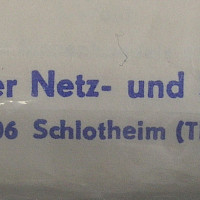 er Netz- und
06 Schlotheim (T